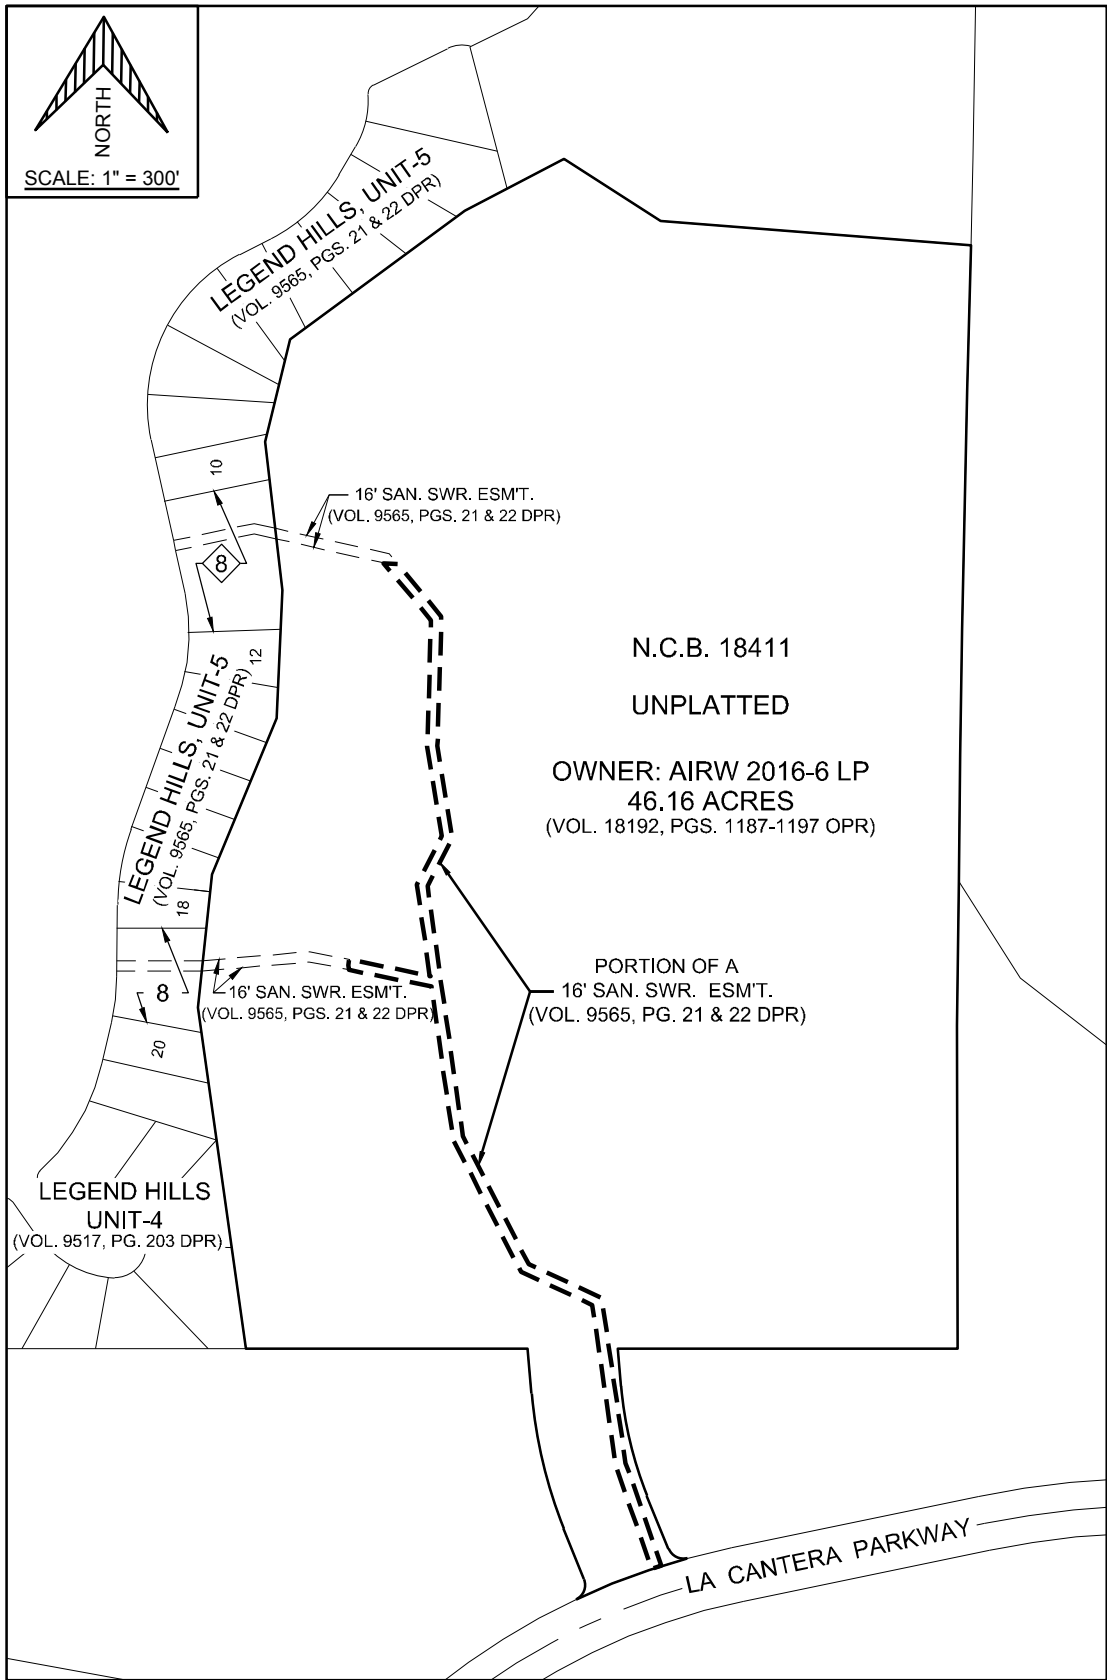 NORTH
SCALE: 1" = 300'
LEGEND HILLS, UNIT-5
(VOL. 9565, PGS. 21 & 22 DPR)
10
16' SAN. SWR. ESM'T.
(VOL. 9565, PGS. 21 & 22 DPR)
8
N.C.B. 18411
UNPLATTED
OWNER: AIRW 2016-6 LP
46.16 ACRES
(VOL. 18192, PGS. 1187-1197 OPR)
12
LEGEND HILLS, UNIT-5
(VOL. 9565, PGS. 21 & 22 DPR)
18
8
16' SAN. SWR. ESM'T.
(VOL. 9565, PGS. 21 & 22 DPR)
PORTION OF A
16' SAN. SWR. ESM'T.
(VOL. 9565, PG. 21 & 22 DPR)
20
LEGEND HILLS
UNIT-4
(VOL. 9517, PG. 203 DPR)
LA CANTERA PARKWAY